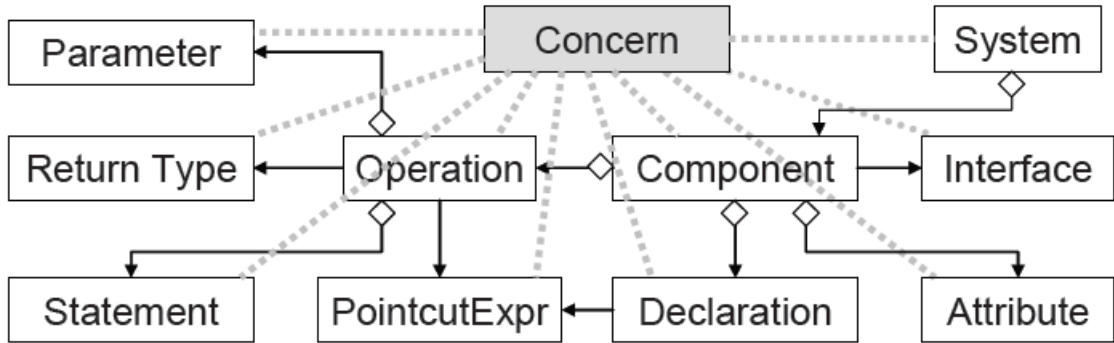 Parameter
Concern
System
Return Type
Operation
Component
Interface
Statement
PointcutExpr
Declaration
Attribute